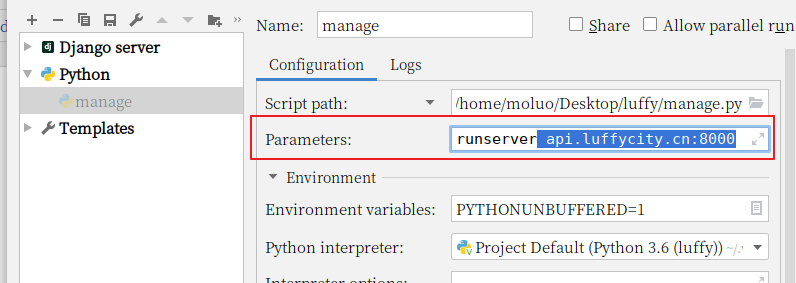 Name: manage Share Allow parallel run
dj Django server
Python
manage
Templates
Configuration Logs
Script path: /home/moluo/Desktop/luffy/manage.py
Parameters: runserver api.luffycity.cn:8000
Environment
Environment variables: PYTHONUNBUFFERED=1
Python interpreter: Project Default (Python 3.6 (luffy)) ~/.v
Interpreter options: